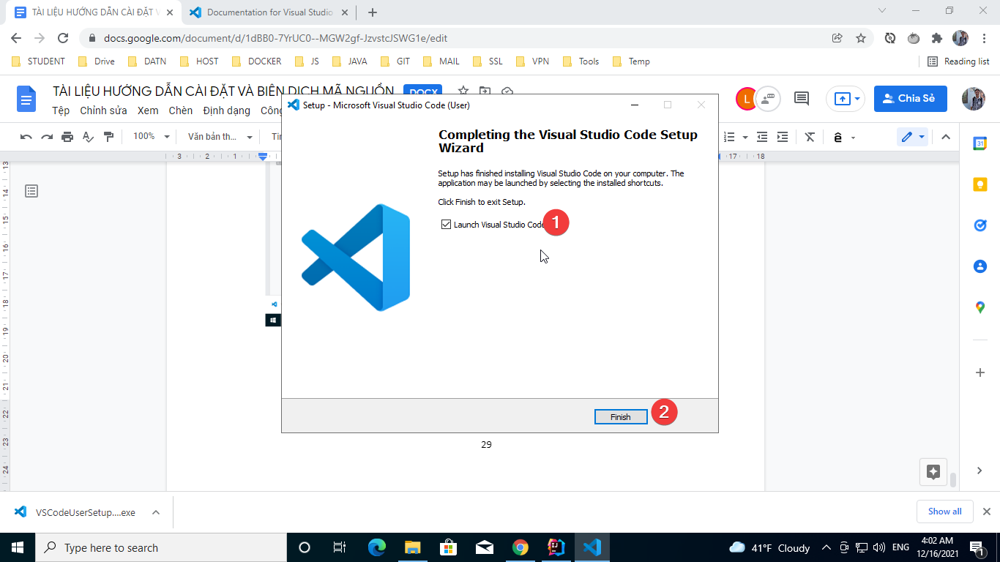 TÀI LIỆU HƯỚNG DẪN CÀI ĐẶT V
Documentation for Visual Studio
docs.google.com/document/d/1dBB0-7YrUC0--MGW2gf-JzvstcJSWG1e/edit
STUDENT Drive DATN HOST DOCKER JS JAVA GIT MAIL SSL VPN Tools Temp Reading list
TÀI LIỆU HƯỚNG DẪN CÀI ĐẶT VÀ BIÊN DỊCH MÃ NGUỒN DOCX
L
Chia Sẻ
Tệp Chỉnh sửa Xem Chèn Định dạng Côn
100% Văn bản th... Tin
ê
31
3 2 1 17 18
13
14
15
16
17
18
19
20
21
22
23
24
Setup - Microsoft Visual Studio Code (User)
Completing the Visual Studio Code Setup
Wizard
Setup has finished installing Visual Studio Code on your computer. The
application may be launched by selecting the installed shortcuts.
Click Finish to exit Setup.
Launch Visual Studio Code
1
Finish
2
29
VSCodeUserSetup....exe
Show all
Type here to search
IJ
41°F Cloudy
ENG
4:02 AM
12/16/2021
1